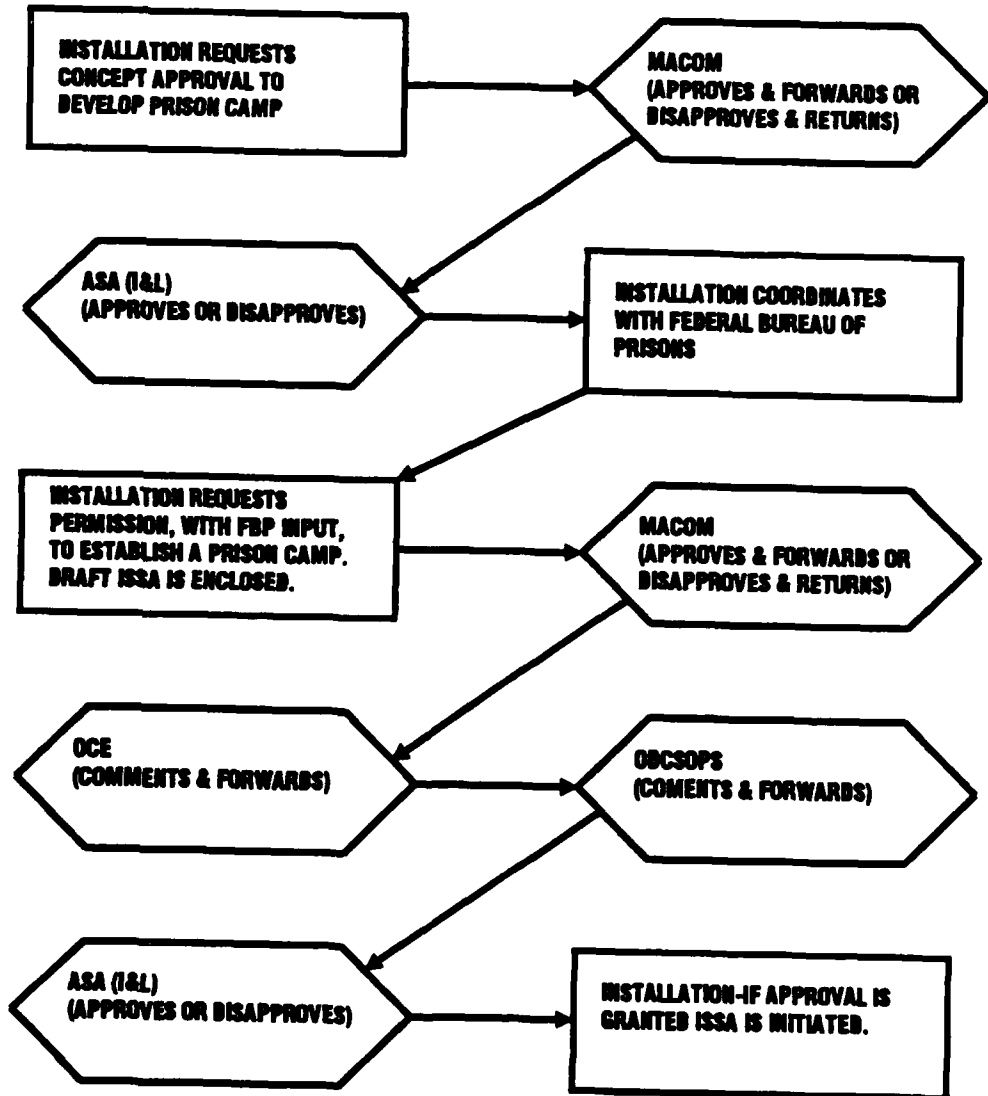 INSTALLATION REQUESTS
CONCEPT APPROVAL TO
DEVELOP PRISON CAMP
MACOM
(APPROVES & FORWARDS OR
DISAPPROVES & RETURNS)
ASA (I&L)
(APPROVES OR DISAPPROVES)
INSTALLATION COORDINATES
WITH FEDERAL BUREAU OF
PRISONS
INSTALLATION REQUESTS
PERMISSION, WITH FBP INPUT,
TO ESTABLISH A PRISON CAMP.
DRAFT ISSA IS ENCLOSED.
MACOM
(APPROVES & FORWARDS OR
DISAPPROVES & RETURNS)
OCE
(COMMENTS & FORWARDS)
ODCSOPS
(COMENTS & FORWARDS)
ASA (I&L)
(APPROVES OR DISAPPROVES)
INSTALLATION-IF APPROVAL IS
GRANTED ISSA IS INITIATED.